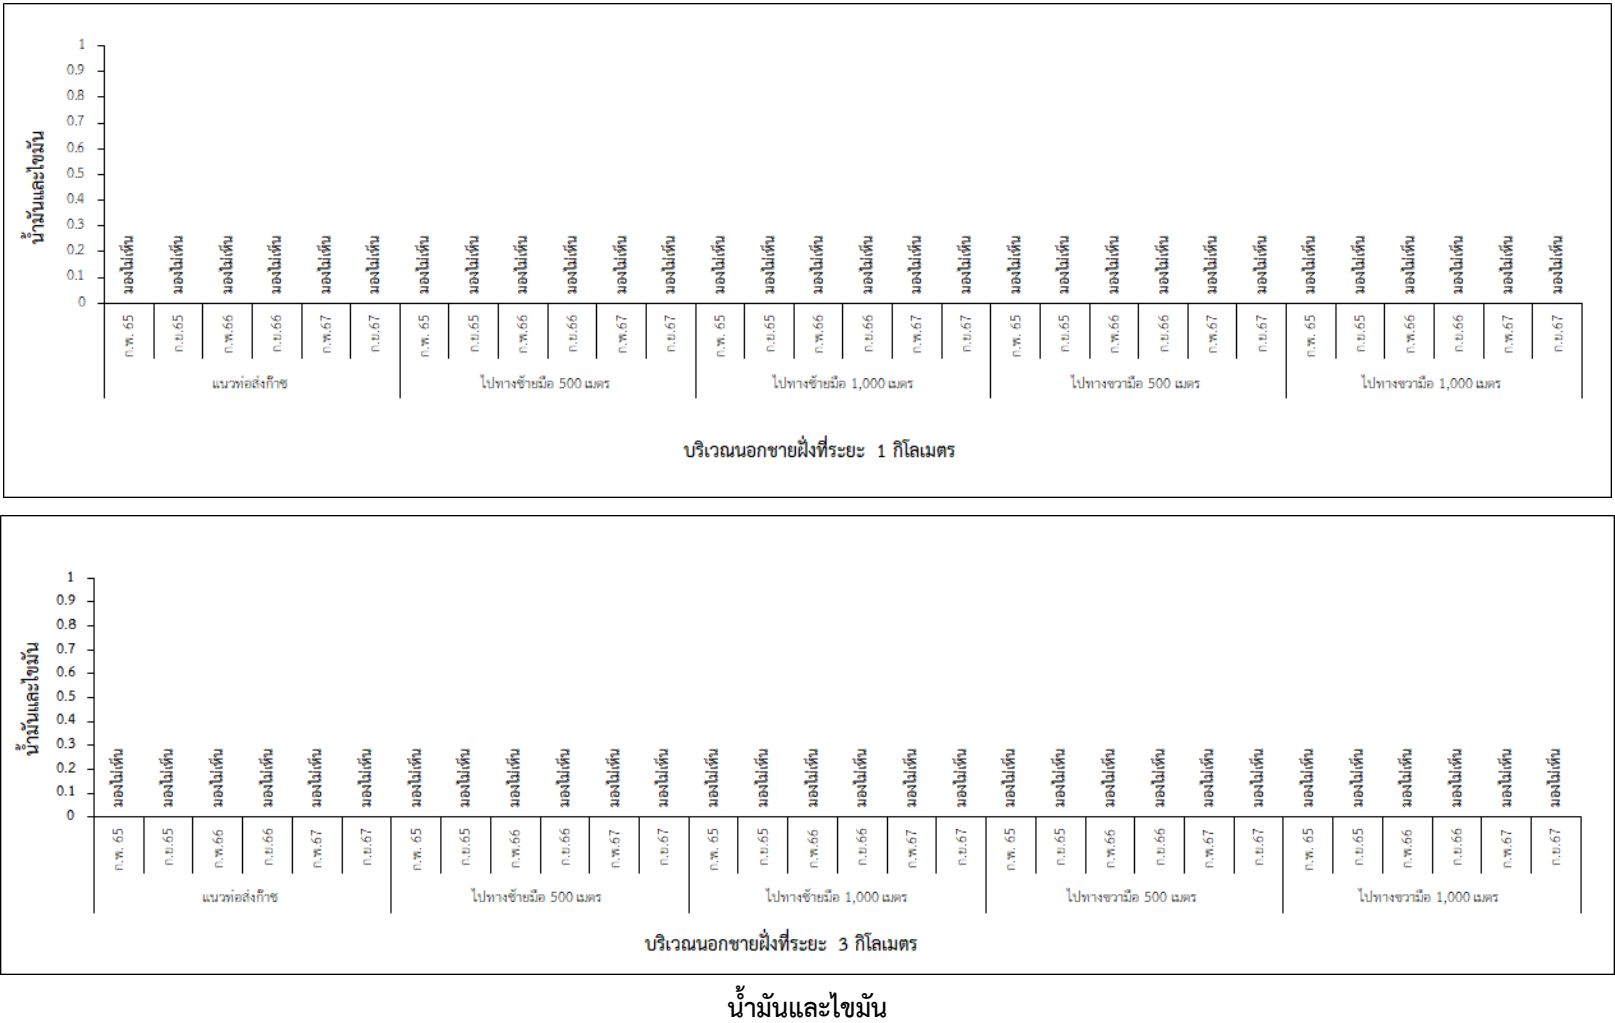 น้ำมันและไขมัน
1
0.9
0.8
0.7
0.6
0.5
0.4
0.3
0.2
0.1
0
มองไม่เห็น มองไม่เห็น มองไม่เห็น มองไม่เห็น มองไม่เห็น มองไม่เห็น มองไม่เห็น มองไม่เห็น มองไม่เห็น มองไม่เห็น มองไม่เห็น มองไม่เห็น มองไม่เห็น มองไม่เห็น มองไม่เห็น มองไม่เห็น มองไม่เห็น มองไม่เห็น มองไม่เห็น มองไม่เห็น มองไม่เห็น มองไม่เห็น มองไม่เห็น มองไม่เห็น มองไม่เห็น มองไม่เห็น มองไม่เห็น มองไม่เห็น มองไม่เห็น มองไม่เห็น
ก.พ. 65 ก.ย.65 ก.พ.66 ก.ย.66 ก.พ.67 ก.ย.67 ก.พ. 65 ก.ย.65 ก.พ.66 ก.ย.66 ก.พ.67 ก.ย.67 ก.พ. 65 ก.ย.65 ก.พ.66 ก.ย.66 ก.พ.67 ก.ย.67 ก.พ. 65 ก.ย.65 ก.พ.66 ก.ย.66 ก.พ.67 ก.ย.67 ก.พ. 65 ก.ย.65 ก.พ.66 ก.ย.66 ก.พ.67 ก.ย.67
แนวท่อส่งก๊าซ ไปทางซ้ายมือ 500 เมตร ไปทางซ้ายมือ 1,000 เมตร ไปทางขวามือ 500 เมตร ไปทางขวามือ 1,000 เมตร
บริเวณนอกชายฝั่งที่ระยะ 1 กิโลเมตร
น้ำมันและไขมัน
1
0.9
0.8
0.7
0.6
0.5
0.4
0.3
0.2
0.1
0
มองไม่เห็น มองไม่เห็น มองไม่เห็น มองไม่เห็น มองไม่เห็น มองไม่เห็น มองไม่เห็น มองไม่เห็น มองไม่เห็น มองไม่เห็น มองไม่เห็น มองไม่เห็น มองไม่เห็น มองไม่เห็น มองไม่เห็น มองไม่เห็น มองไม่เห็น มองไม่เห็น มองไม่เห็น มองไม่เห็น มองไม่เห็น มองไม่เห็น มองไม่เห็น มองไม่เห็น มองไม่เห็น มองไม่เห็น มองไม่เห็น มองไม่เห็น มองไม่เห็น มองไม่เห็น
ก.พ. 65 ก.ย.65 ก.พ.66 ก.ย.66 ก.พ.67 ก.ย.67 ก.พ. 65 ก.ย.65 ก.พ.66 ก.ย.66 ก.พ.67 ก.ย.67 ก.พ. 65 ก.ย.65 ก.พ.66 ก.ย.66 ก.พ.67 ก.ย.67 ก.พ. 65 ก.ย.65 ก.พ.66 ก.ย.66 ก.พ.67 ก.ย.67 ก.พ. 65 ก.ย.65 ก.พ.66 ก.ย.66 ก.พ.67 ก.ย.67
แนวท่อส่งก๊าซ ไปทางซ้ายมือ 500 เมตร ไปทางซ้ายมือ 1,000 เมตร ไปทางขวามือ 500 เมตร ไปทางขวามือ 1,000 เมตร
บริเวณนอกชายฝั่งที่ระยะ 3 กิโลเมตร
น้ำมันและไขมัน